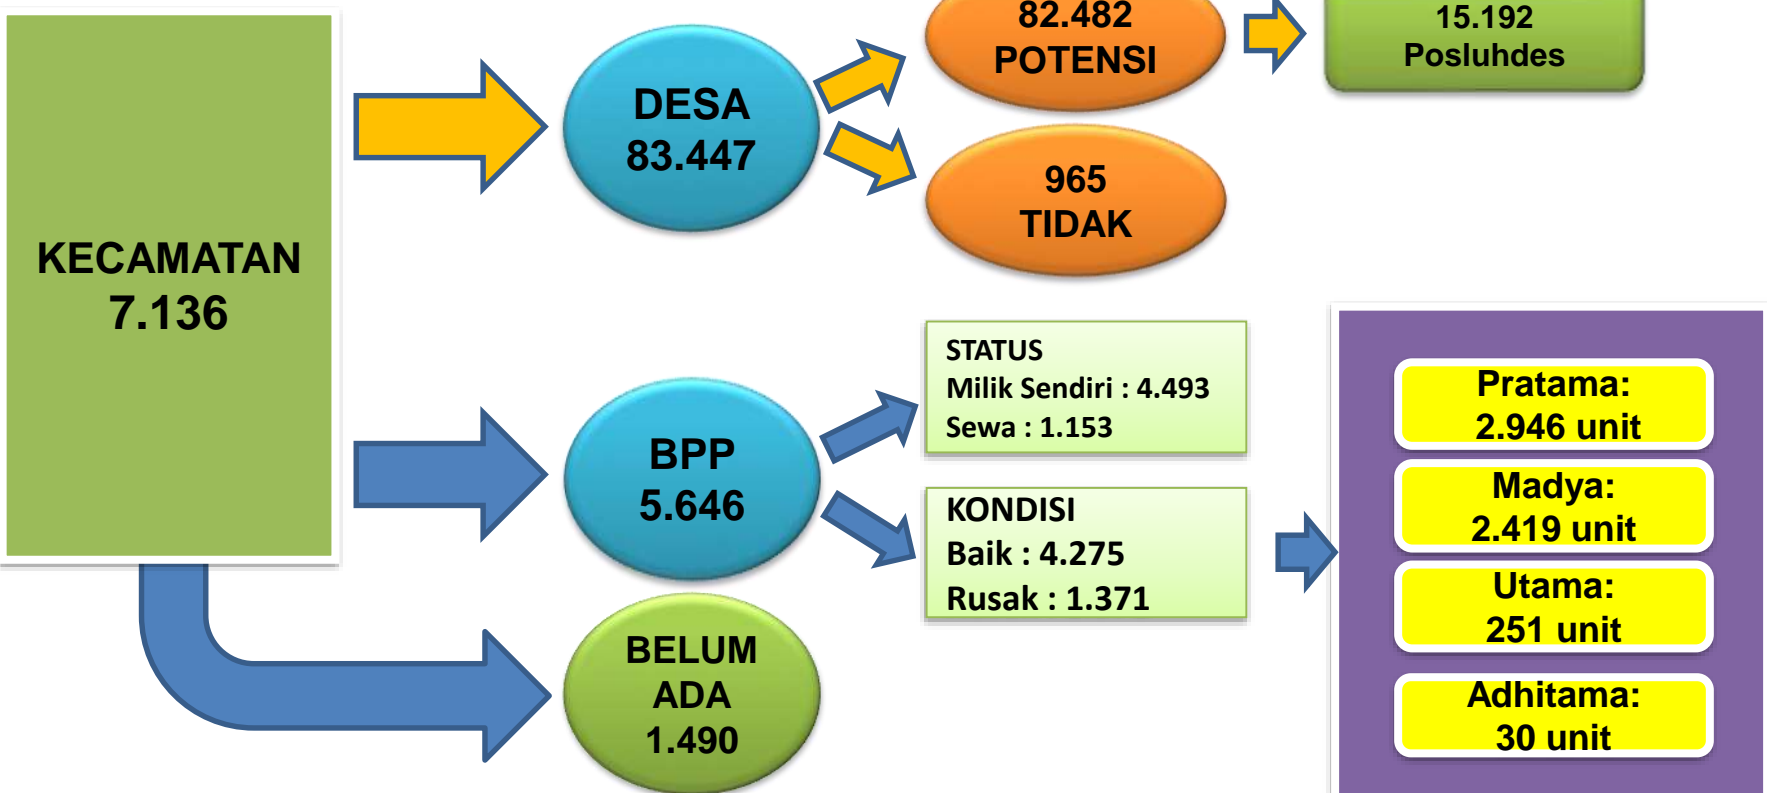 KECAMATAN
7.136
DESA
83.447
82.482
POTENSI
15.192
Posluhdes
965
TIDAK
BPP
5.646
STATUS
Milik Sendiri : 4.493
Sewa : 1.153
KONDISI
Baik : 4.275
Rusak : 1.371
Pratama:
2.946 unit
Madya:
2.419 unit
Utama:
251 unit
Adhitama:
30 unit
BELUM
ADA
1.490